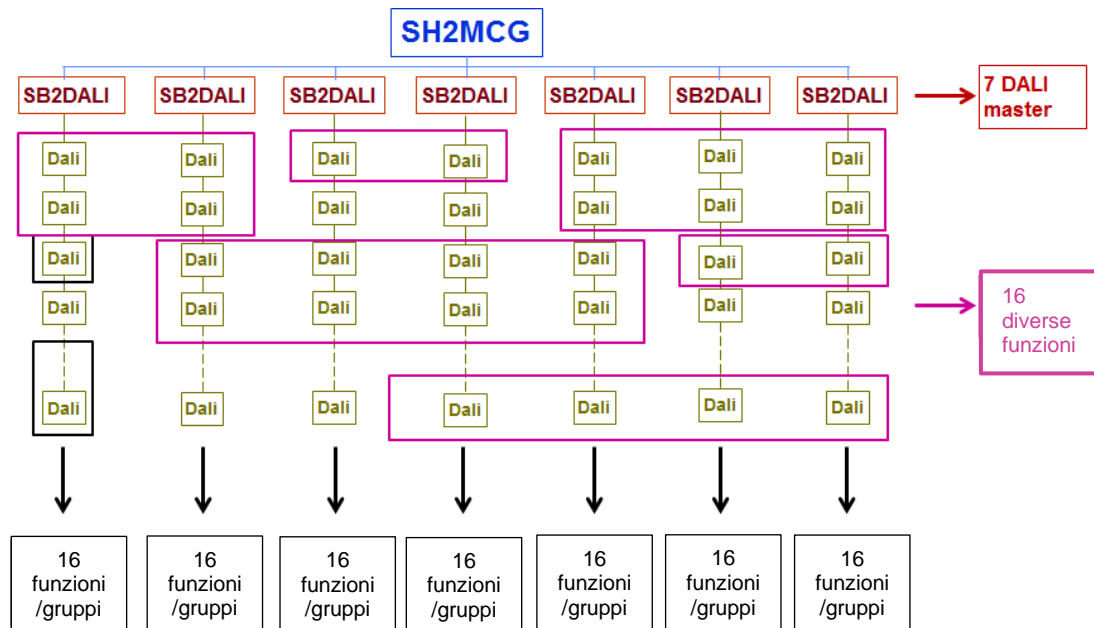 SH2MCG
SB2DALI SB2DALI SB2DALI SB2DALI SB2DALI SB2DALI SB2DALI
7 DALI
master
Dali Dali Dali Dali Dali Dali Dali
Dali Dali Dali Dali Dali Dali Dali
Dali Dali Dali Dali Dali Dali Dali
Dali Dali Dali Dali Dali Dali Dali
16
diverse
funzioni
Dali Dali Dali Dali Dali Dali Dali
16 16 16 16 16 16 16
funzioni funzioni funzioni funzioni funzioni funzioni funzioni
/gruppi /gruppi /gruppi /gruppi /gruppi /gruppi /gruppi